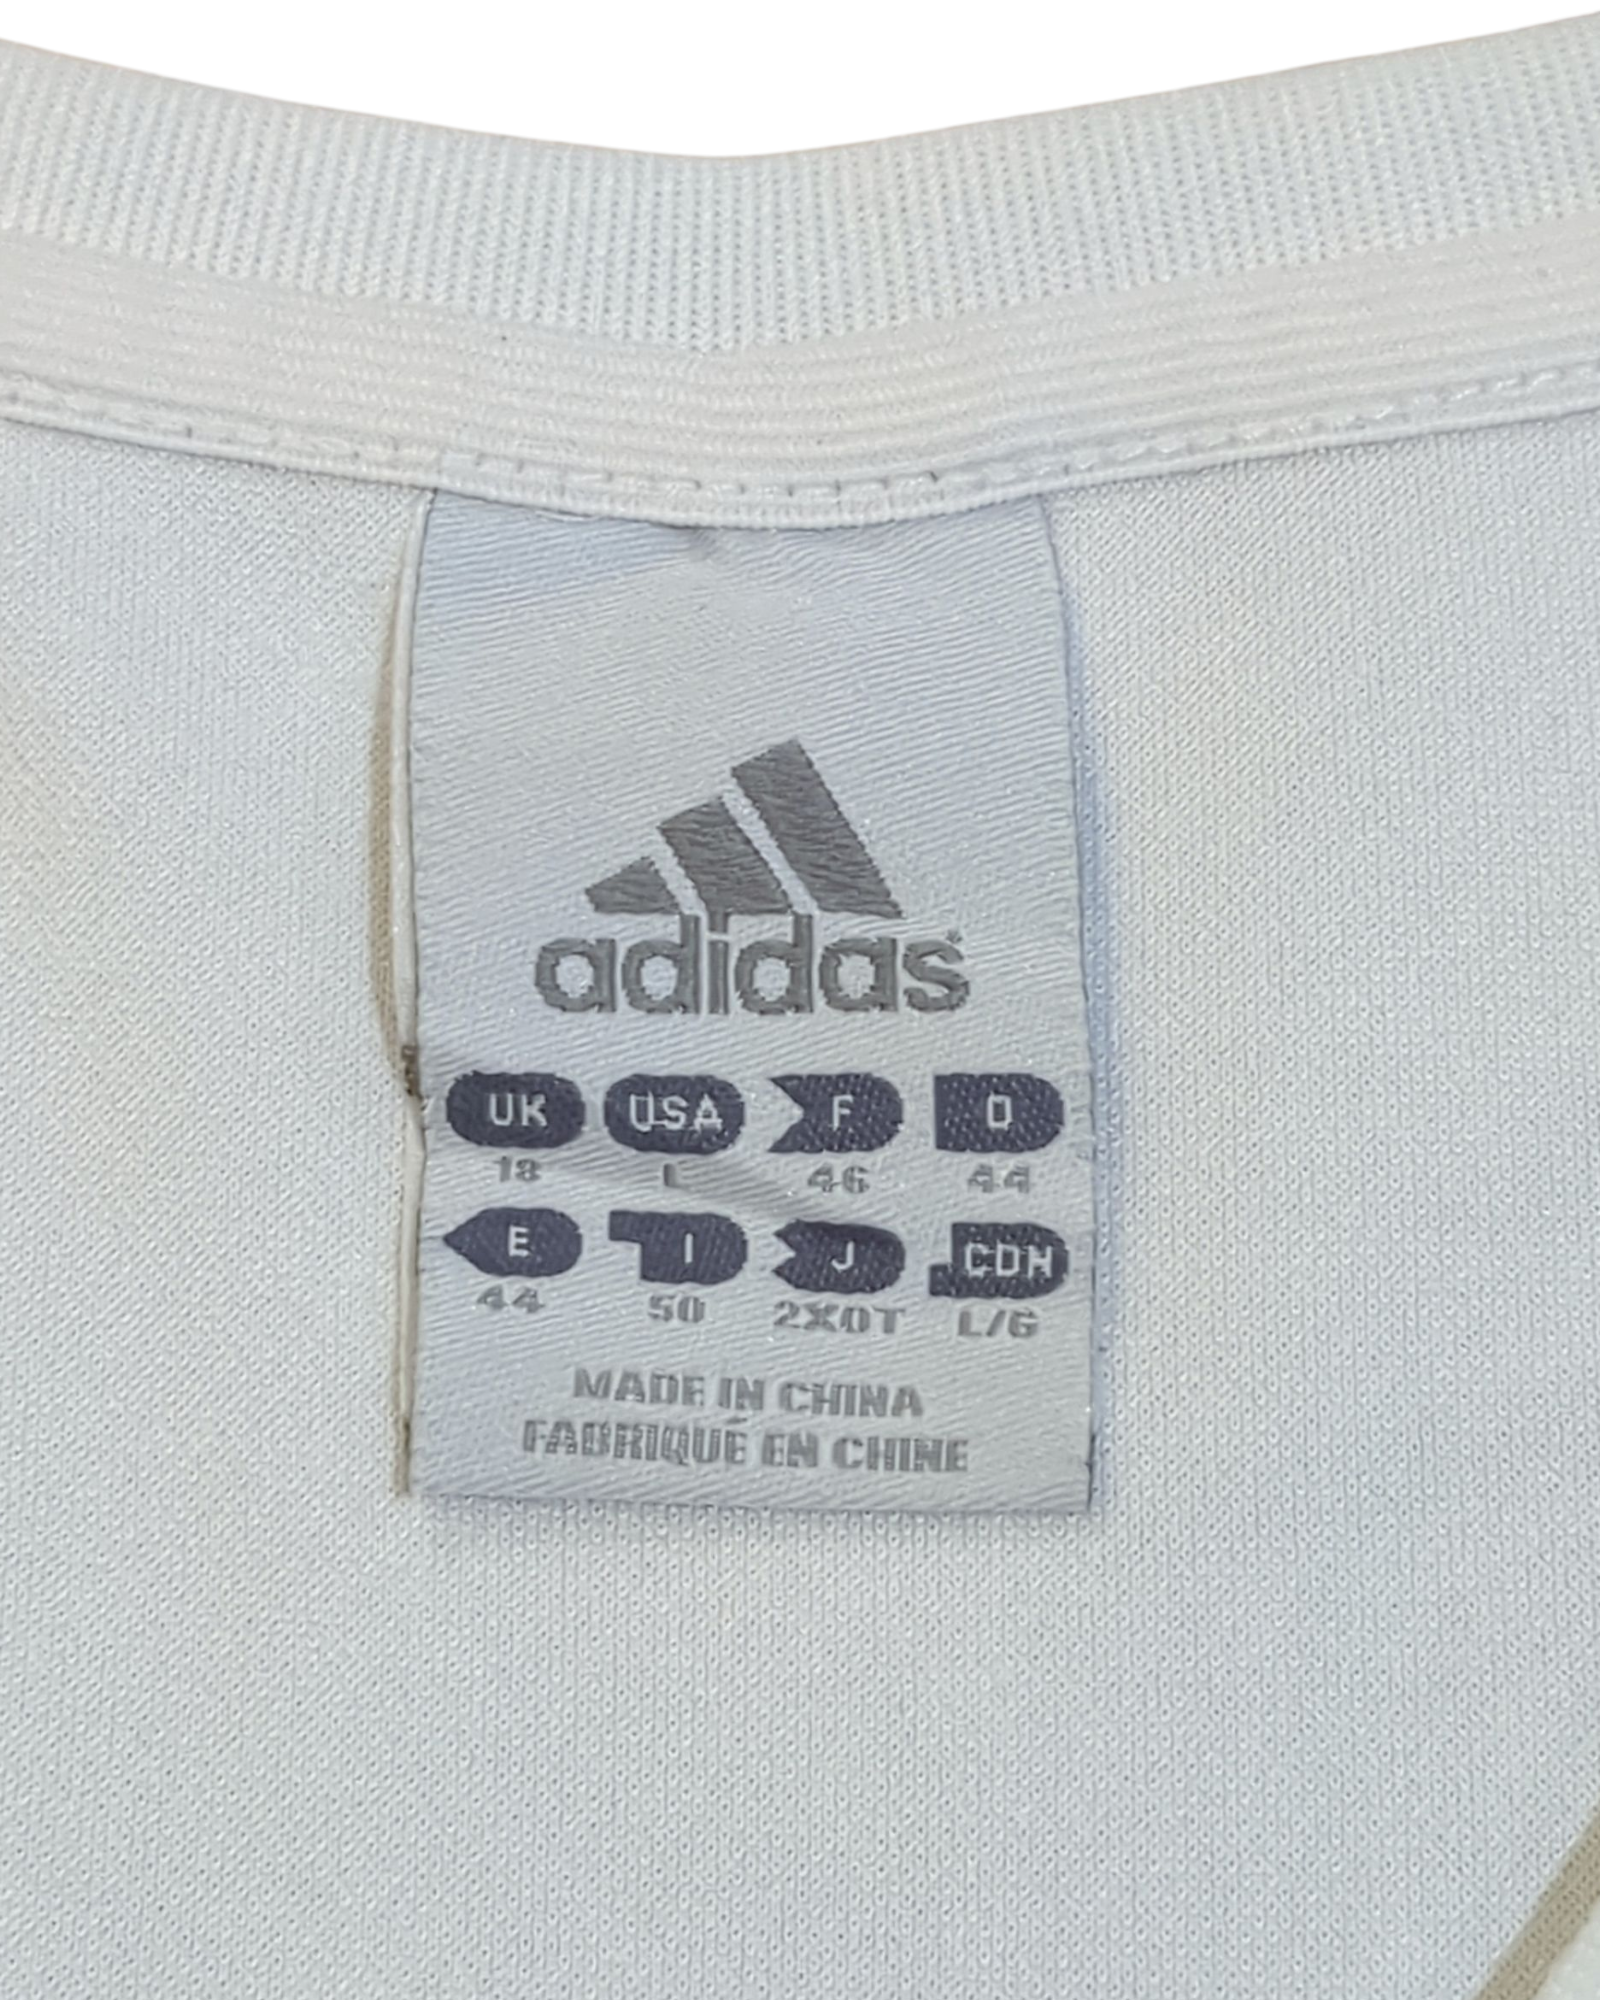 adidas
UK USA F D
18 L 46 44
E I J CDN
44 50 2XOT L/G
MADE IN CHINA
FABRIQUÉ EN CHINE